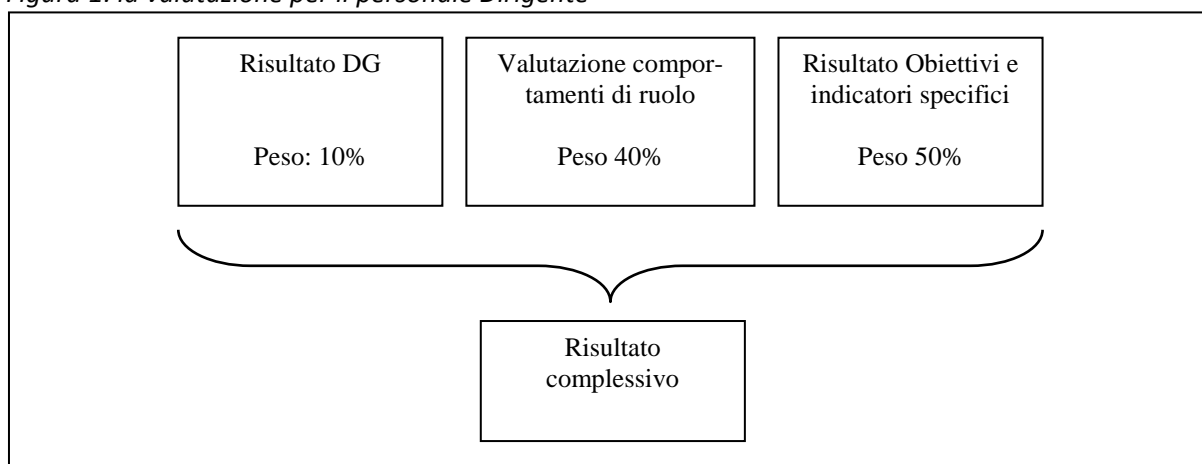 Figura 1: la valutazione per il personale Dirigente
Risultato DG
Peso: 10%
Valutazione compor-
tamenti di ruolo
Peso 40%
Risultato Obiettivi e
indicatori specifici
Peso 50%
Risultato
complessivo